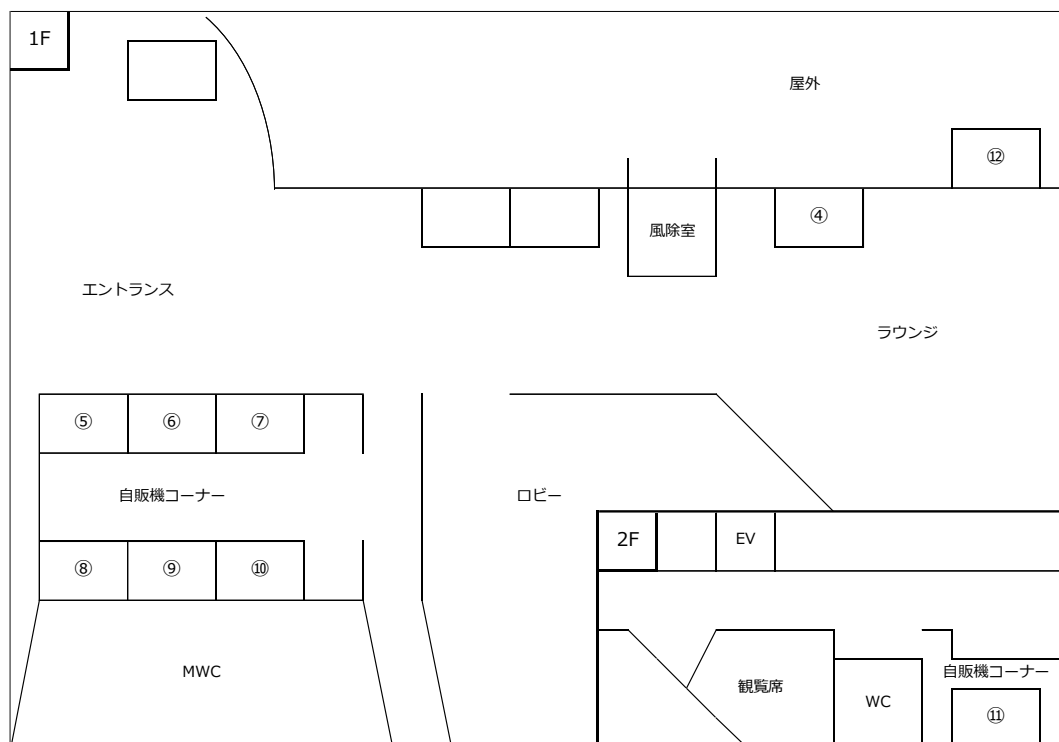 1F
屋外
⑫
④
風除室
エントランス
ラウンジ
⑤
⑥
⑦
自販機コーナー
ロビー
2F
EV
⑧
⑨
⑩
MWC
自販機コーナー
観覧席
WC
⑪